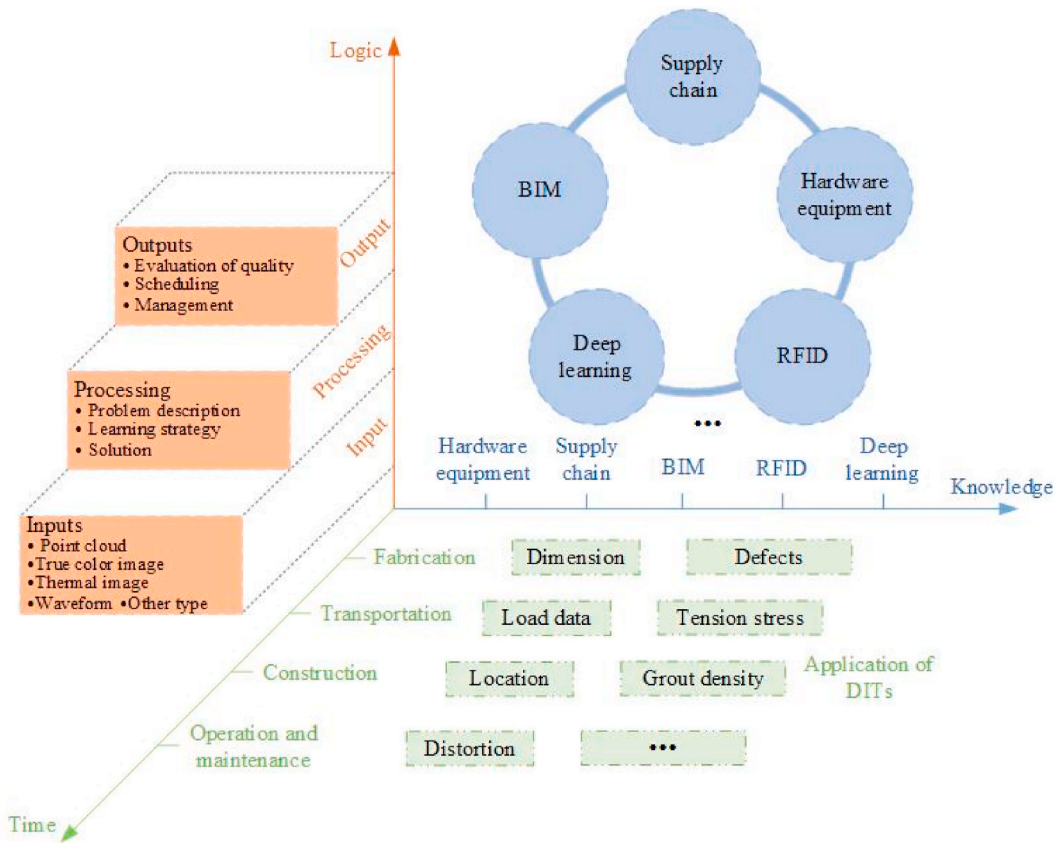 Logic
Supply
chain
BIM
Hardware
equipment
Deep
learning
RFID
•••
Output
Processing
Input
Outputs
• Evaluation of quality
• Scheduling
• Management
Processing
• Problem description
• Learning strategy
• Solution
Inputs
• Point cloud
•True color image
•Thermal image
•Waveform •Other type
Hardware
equipment
Supply
chain
BIM
RFID
Deep
learning
Knowledge
Fabrication
Dimension
Defects
Transportation
Load data
Tension stress
Construction
Location
Grout density
Application of
DITs
Operation and
maintenance
Distortion
•••
Time